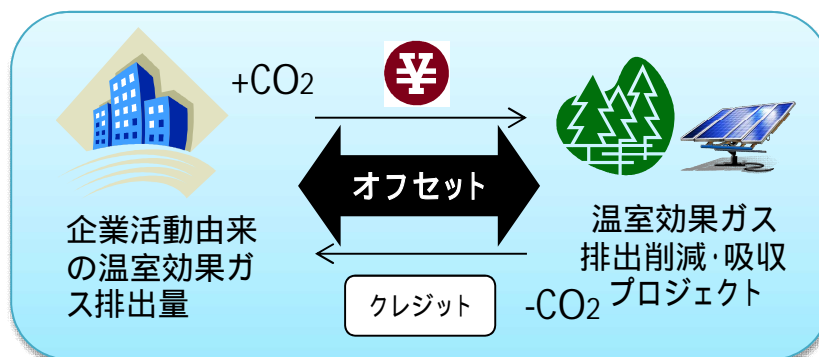 +CO2
¥
オフセット
企業活動由来
の温室効果ガ
ス排出量
温室効果ガス
排出削減・吸収
プロジェクト
クレジット
-CO2